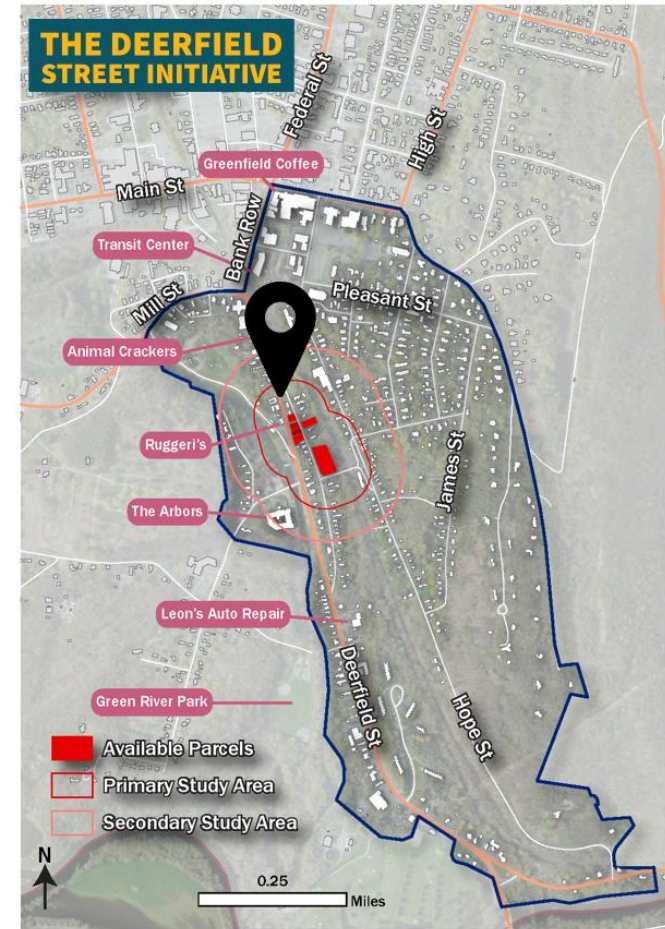 THE DEERFIELD
STREET INITIATIVE
Federal St
High St
Greenfield Coffee
Main St
Bank Row
Transit Center
Mill St
Pleasant St
Animal Crackers
Ruggeri's
James St
The Arbors
Leon's Auto Repair
Deerfield St
Hope St
Green River Park
Available Parcels
Primary Study Area
Secondary Study Area
N
0.25
Miles